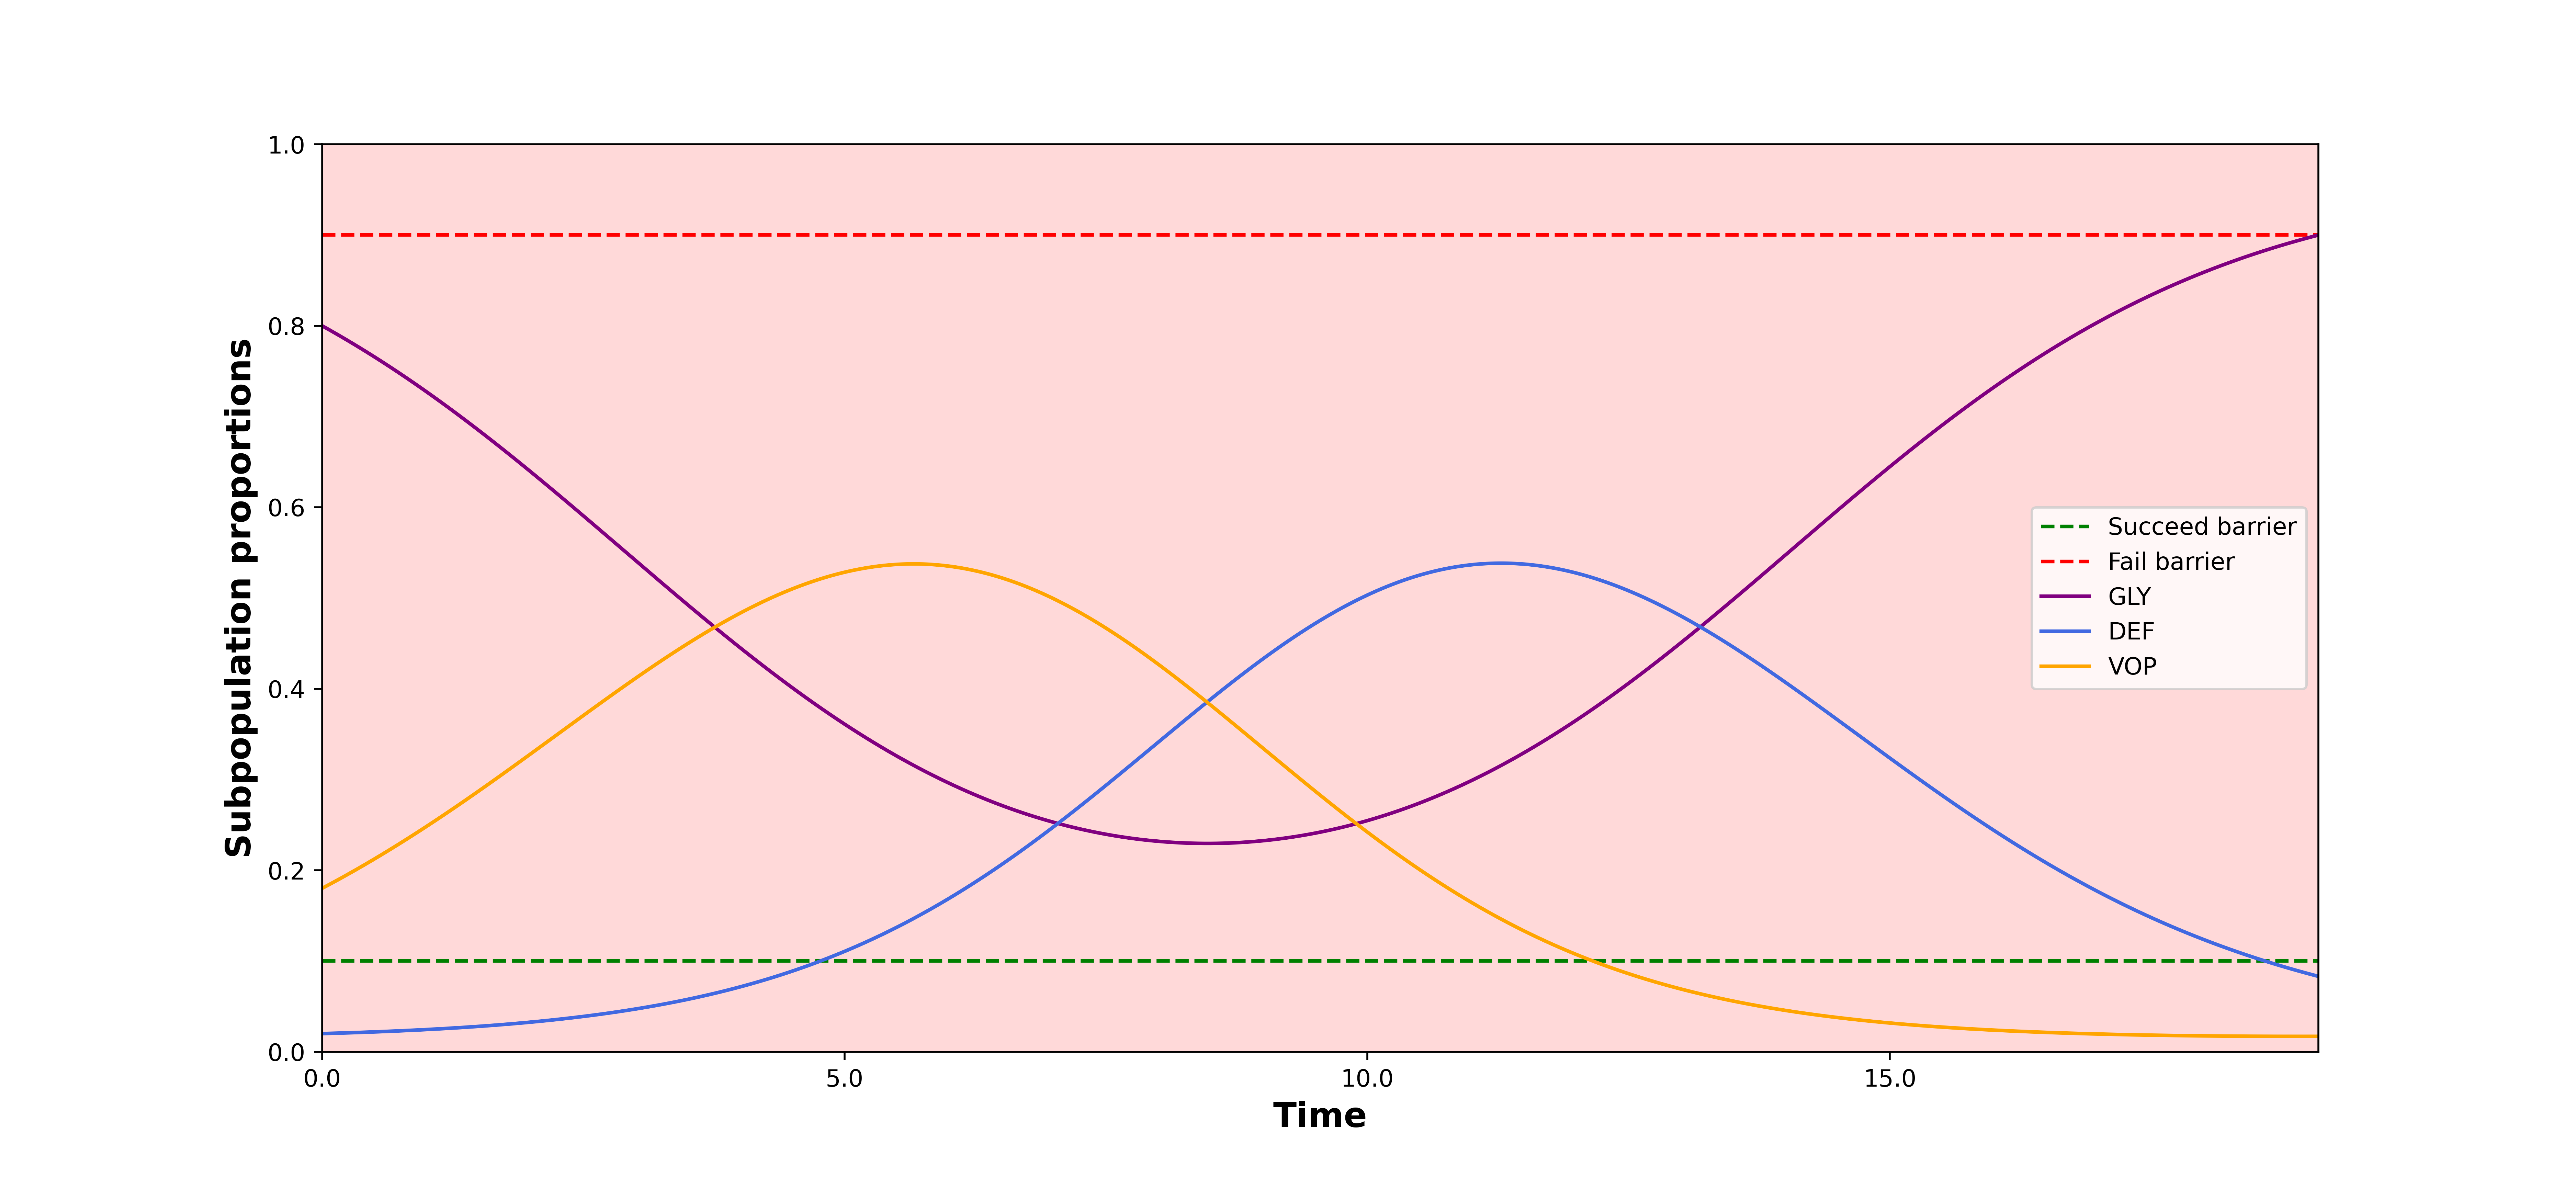 Subpopulation proportions
1.0
0.8
0.6
0.4
0.2
0.0
0.0 5.0 10.0 15.0
Time
Succeed barrier
Fail barrier
GLY
DEF
VOP